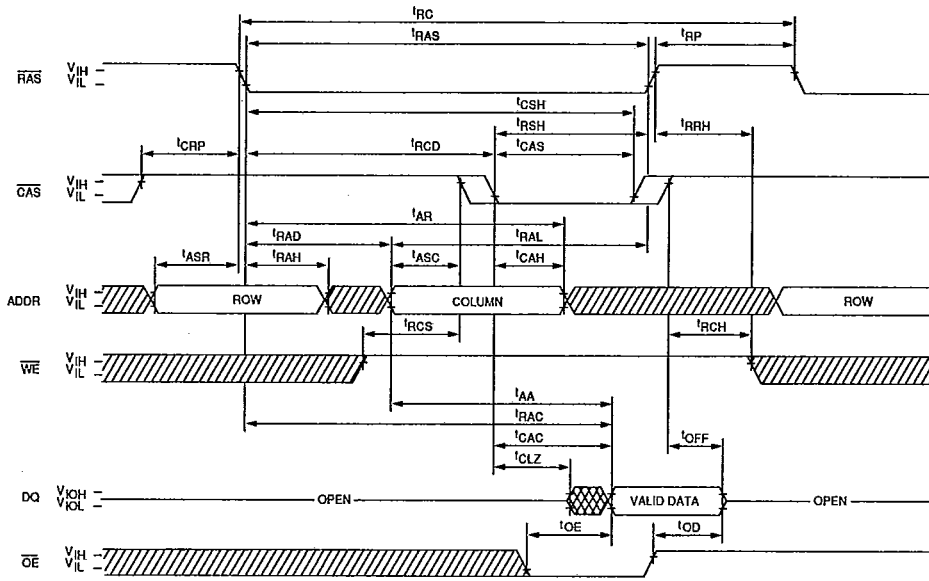 tRC
tRAS
tRP
RAS
VIH
VIL
tCSH
tRSH
tRRH
tCRP
tRCD
tCAS
CAS
VIH
VIL
tAR
tRAD
tRAL
tASR
tRAH
tASC
tCAH
ADDR
VIH
VIL
ROW
COLUMN
ROW
tRCS
tRCH
WE
VIH
VIL
tAA
tRAC
tCAC
tOFF
tCLZ
DQ
VIOH
VIOL
OPEN
VALID DATA
OPEN
tOE
tOD
OE
VIH
VIL